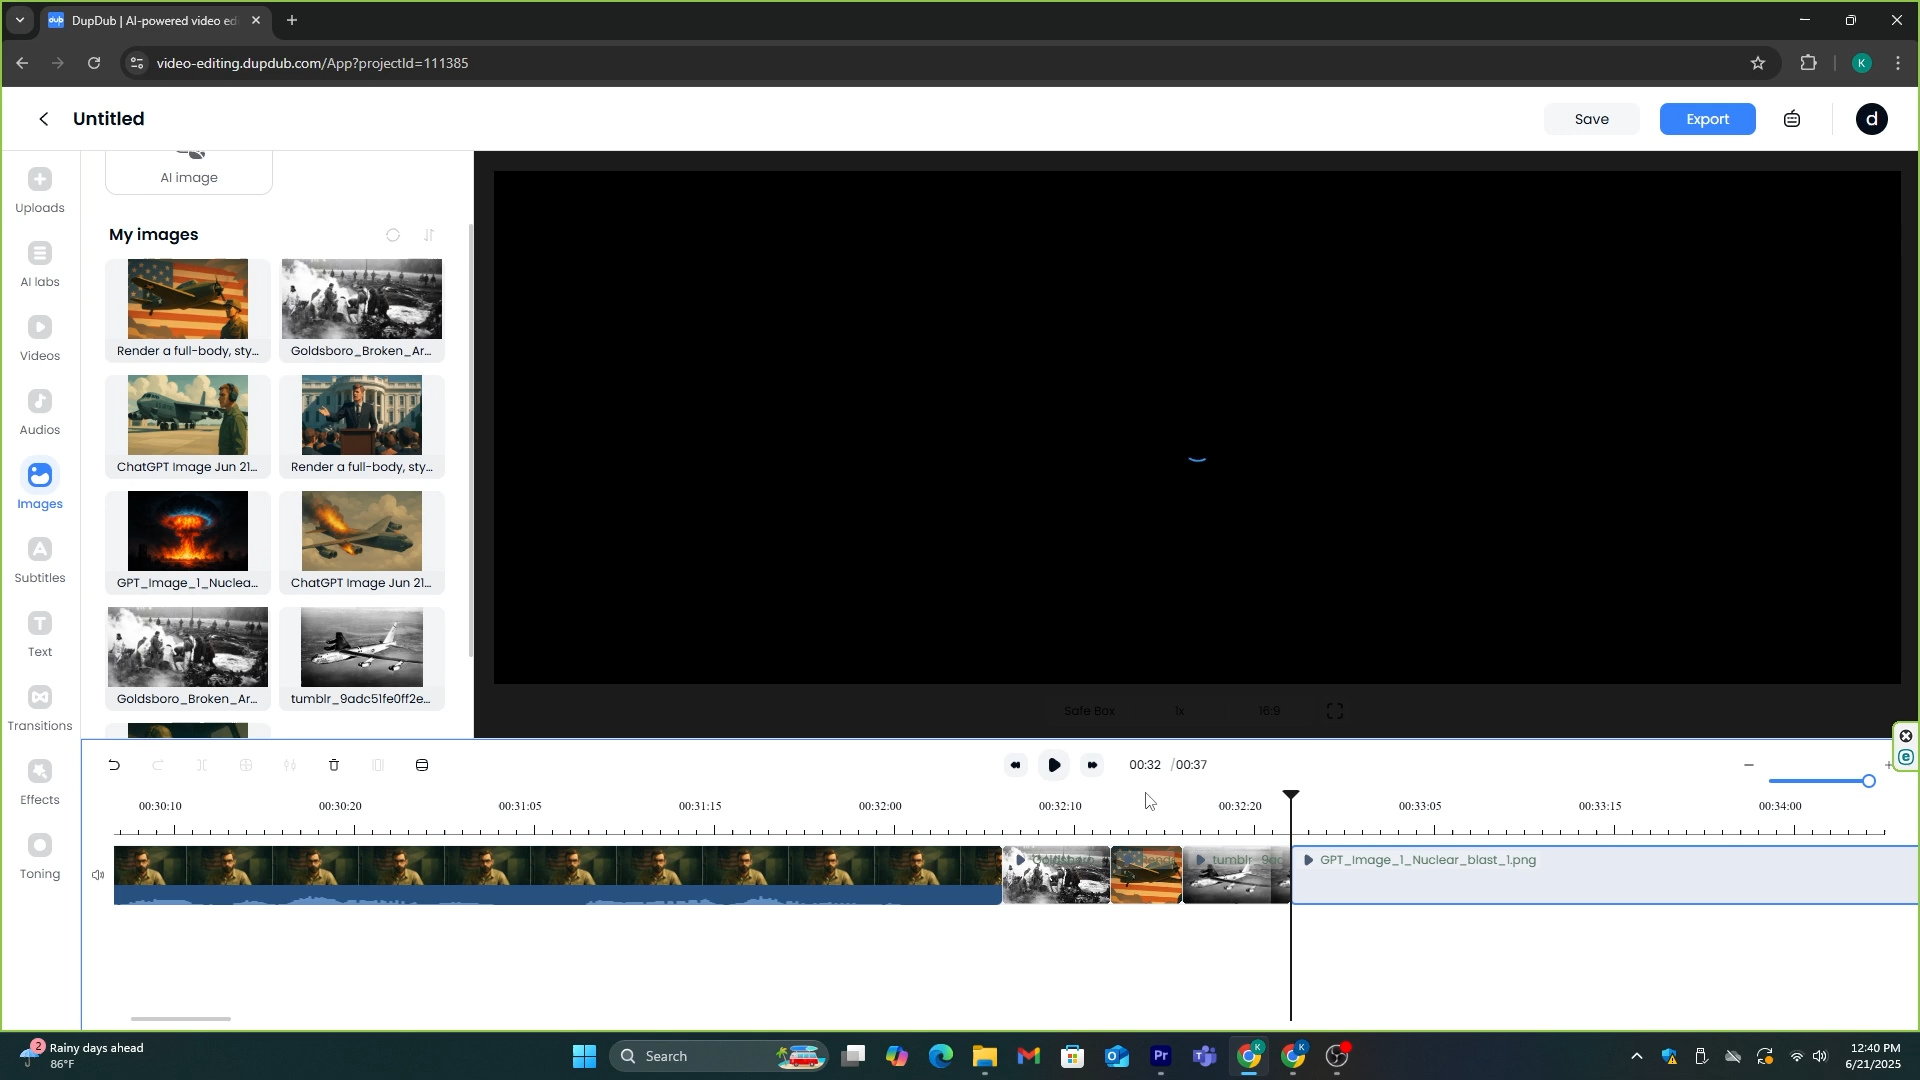 DupDub | AI-powered video edi
video-editing.dupdub.com/App?projectId=111385
K
Untitled
Save
Export
d
Uploads
AI labs
Videos
Audios
Images
Subtitles
Text
Transitions
Effects
Toning
AI image
My images
Render a full-body, sty...
Goldsboro_Broken_Ar...
ChatGPT Image Jun 21...
Render a full-body, sty...
GPT_Image_1_Nuclea...
ChatGPT Image Jun 21...
Goldsboro_Broken_Ar...
tumblr_9adc51fe0ff2e...
Safe Box
1x
16:9
00:32 /00:37
00:30:10
00:30:20
00:31:05
00:31:15
00:32:00
00:32:10
00:32:20
00:33:05
00:33:15
00:34:00
Goldsboro
tumblr_9ad
GPT_Image_1_Nuclear_blast_1.png
2
Rainy days ahead
86°F
Search
12:40 PM
6/21/2025